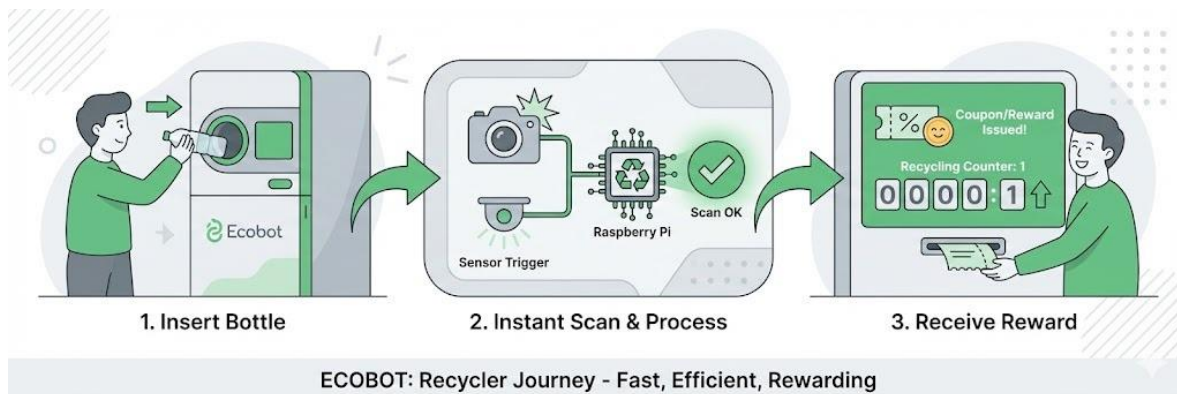 Ecobot
1. Insert Bottle
Sensor Trigger
Raspberry Pi
Scan OK
2. Instant Scan & Process
%
Coupon/Reward
Issued!
Recycling Counter: 1
0000:1
3. Receive Reward
ECOBOT: Recycler Journey - Fast, Efficient, Rewarding